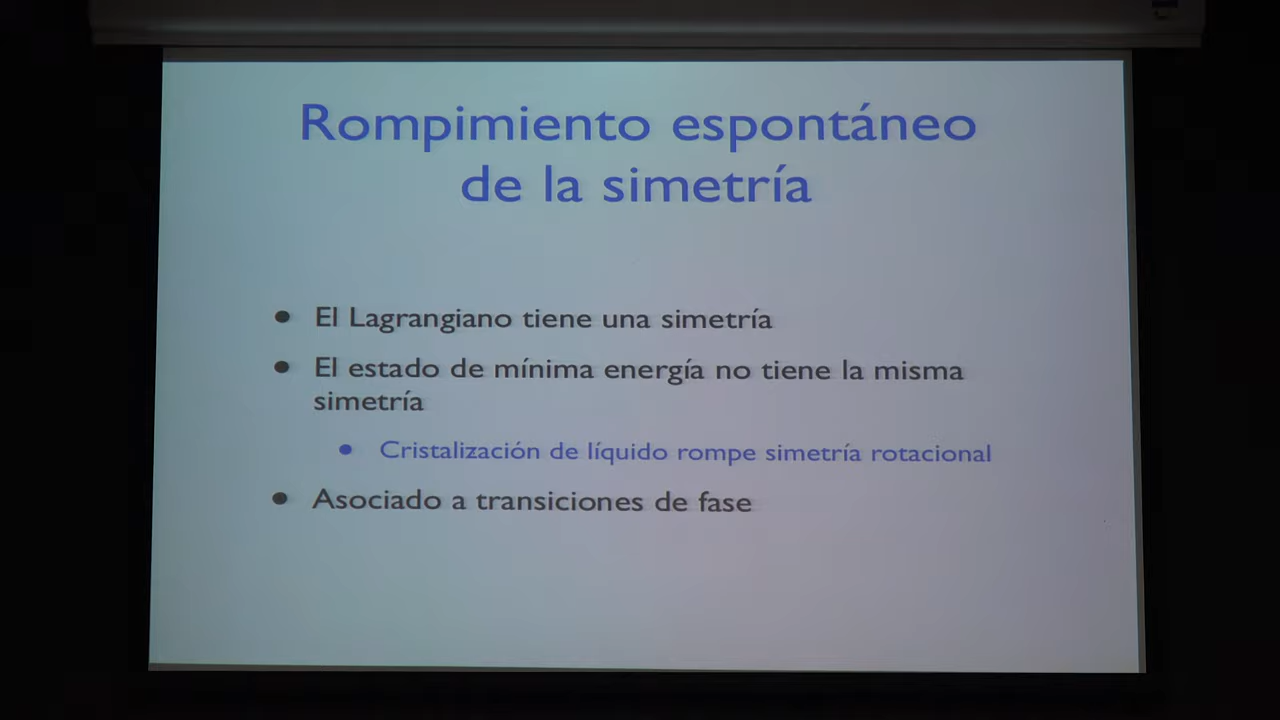 Rompimiento espontáneo
de la simetría
• El Lagrangiano tiene una simetría
• El estado de mínima energía no tiene la misma
simetría
• Cristalización de líquido rompe simetría rotacional
• Asociado a transiciones de fase